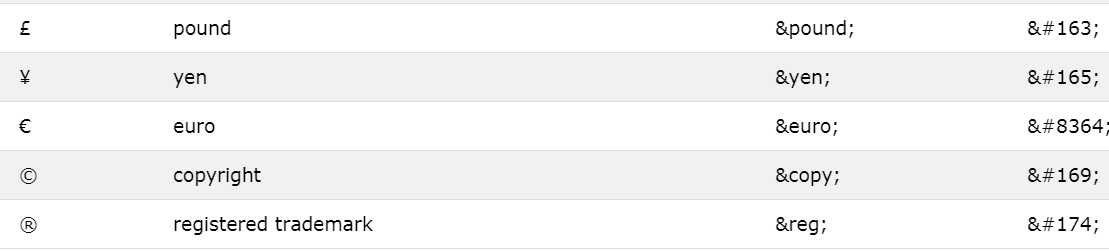 £ pound &pound; &#163;
¥ yen &yen; &#165;
€ euro &euro; &#8364;
© copyright &copy; &#169;
® registered trademark &reg; &#174;